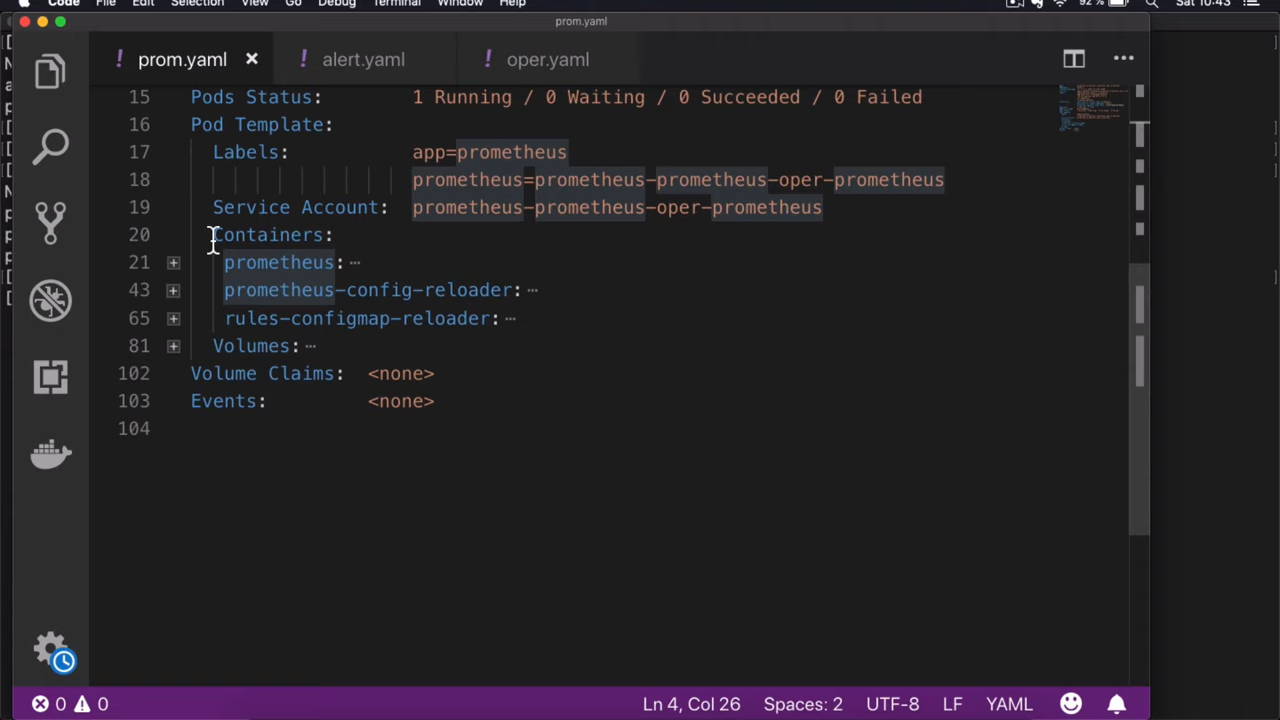 Code File Edit Selection View Go Debug Terminal Window Help 92% Sat 10:43
prom.yaml
! prom.yaml × ! alert.yaml ! oper.yaml ...
15 Pods Status: 1 Running / 0 Waiting / 0 Succeeded / 0 Failed
16 Pod Template:
17 Labels: app=prometheus
18 prometheus=prometheus-prometheus-oper-prometheus
19 Service Account: prometheus-prometheus-oper-prometheus
20 Containers:
21 prometheus: ...
43 prometheus-config-reloader: ...
65 rules-configmap-reloader: ...
81 Volumes: ...
102 Volume Claims: <none>
103 Events: <none>
104
0 0 Ln 4, Col 26 Spaces: 2 UTF-8 LF YAML